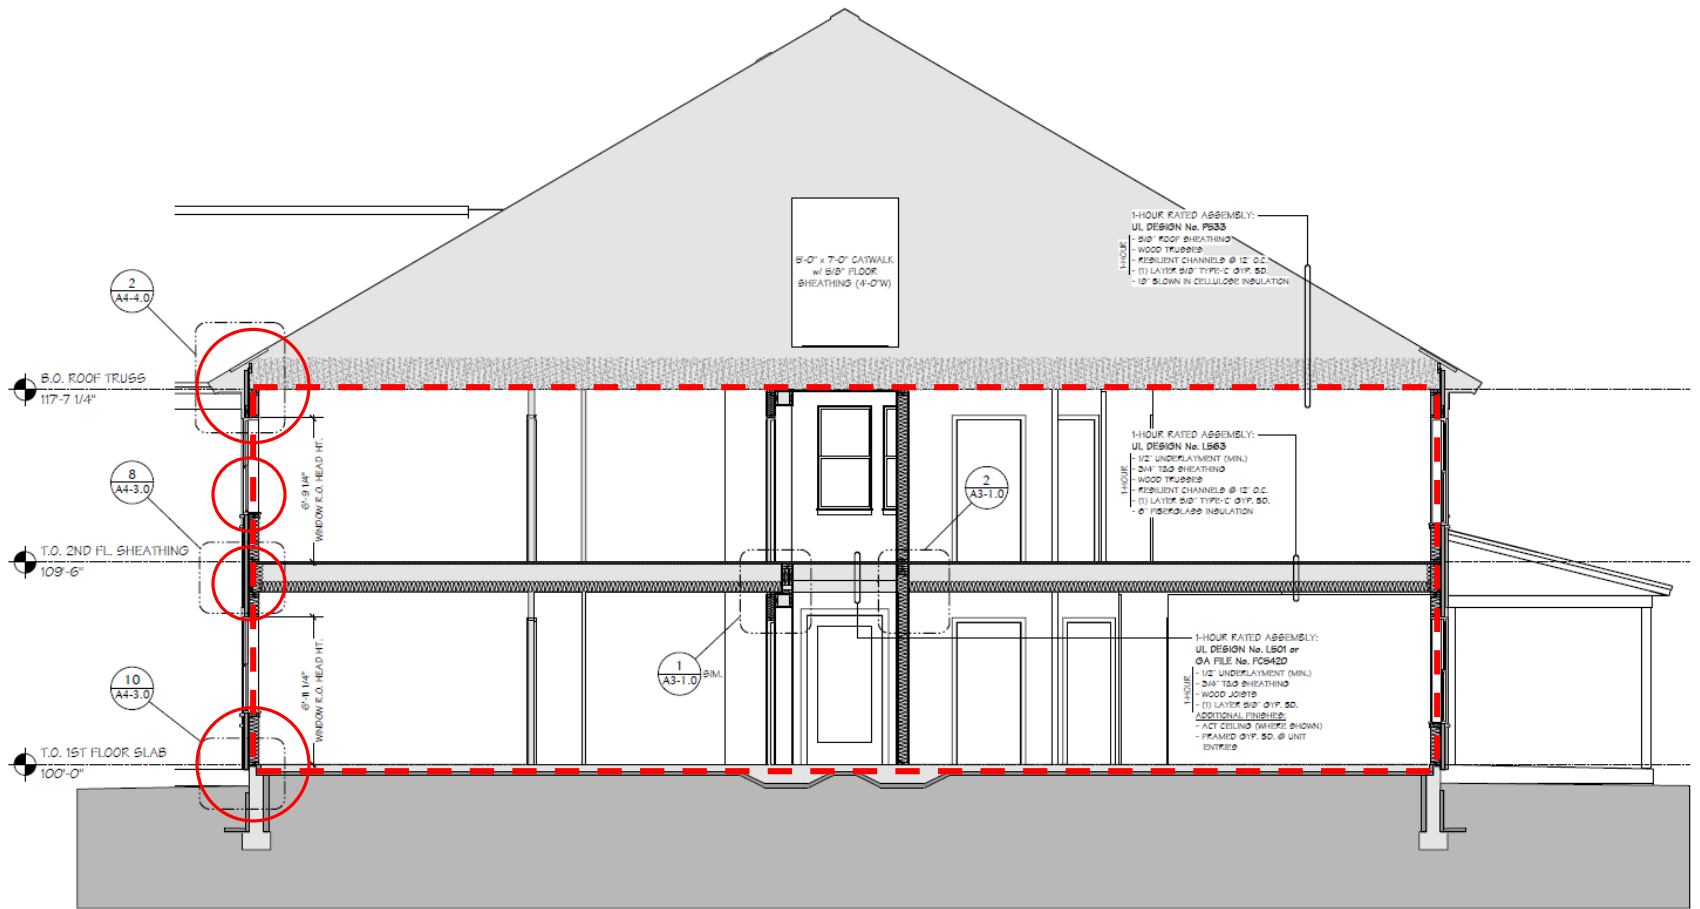 1-HOUR RATED ASSEMBLY:
UL DESIGN No. P533
- 5/8" ROOF SHEATHING
- WOOD TRUSSES
- RESILIENT CHANNELS @ 12" O.C.
- (1) LAYER 5/8" TYPE-C GYP. BD.
- 18" BLOWN IN CELLULOSE INSULATION
1-HOUR
5'-0" x 7'-0" CATWALK
w/ 5/8" FLOOR
SHEATHING (4'-0"W)
2
A4-4.0
B.O. ROOF TRUSS
117'-7 1/4"
6'-9 1/4"
WINDOW R.O. HEAD HT.
1-HOUR RATED ASSEMBLY:
UL DESIGN No. L563
- 1/2" UNDERLAYMENT (MIN.)
- 3/4" T&G SHEATHING
- WOOD TRUSSES
- RESILIENT CHANNELS @ 12" O.C.
- (1) LAYER 5/8" TYPE-C GYP. BD.
- 6" FIBERGLASS INSULATION
1-HOUR
8
A4-3.0
2
A3-1.0
T.O. 2ND FL. SHEATHING
109'-6"
6'-11 1/4"
WINDOW R.O. HEAD HT.
1
A3-1.0
SIM.
1-HOUR RATED ASSEMBLY:
UL DESIGN No. L501 or
GA FILE No. FC5420
- 1/2" UNDERLAYMENT (MIN.)
- 3/4" T&G SHEATHING
- WOOD JOISTS
- (1) LAYER 5/8" GYP. BD.
ADDITIONAL FINISHES:
- ACT CEILING (WHERE SHOWN)
- FRAMED GYP. BD. @ UNIT
ENTRIES
1-HOUR
10
A4-3.0
T.O. 1ST FLOOR SLAB
100'-0"